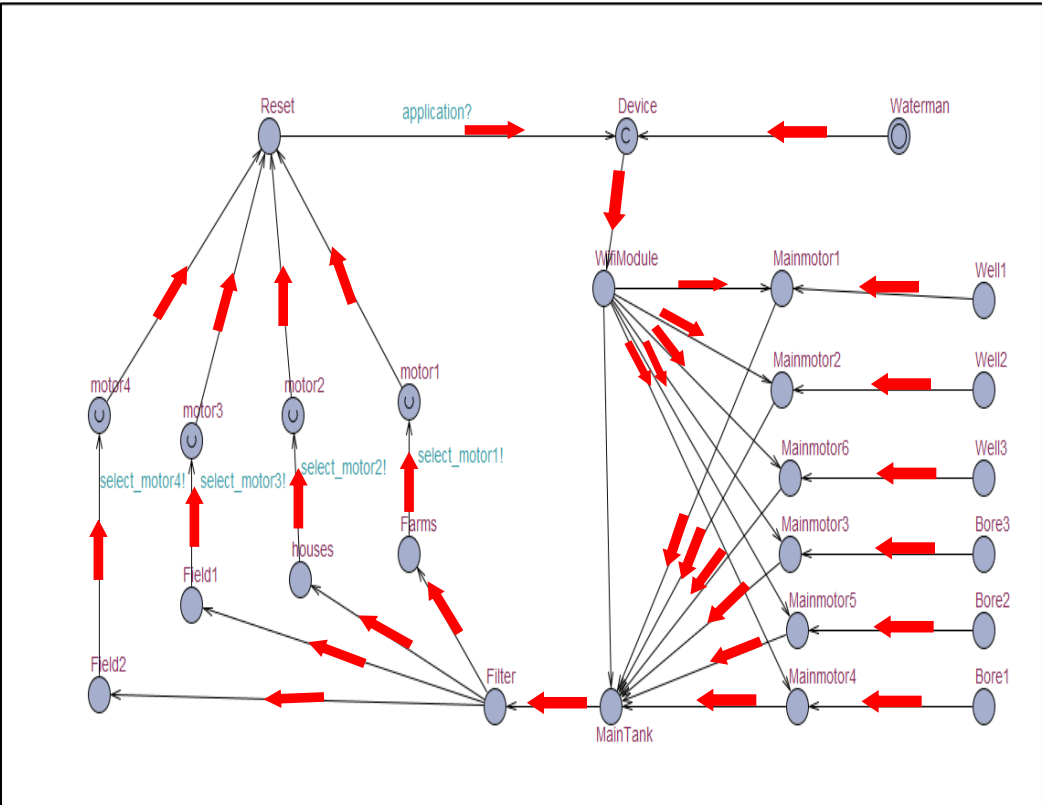 Reset
application?
Device
Waterman
WifiModule
Mainmotor1
Well1
Mainmotor2
Well2
motor4
motor3
motor2
motor1
Mainmotor6
Well3
select_motor4!
select_motor3!
select_motor2!
select_motor1!
Farms
houses
Field1
Mainmotor3
Bore3
Mainmotor5
Bore2
Field2
Filter
MainTank
Mainmotor4
Bore1
C
C
C
C
C